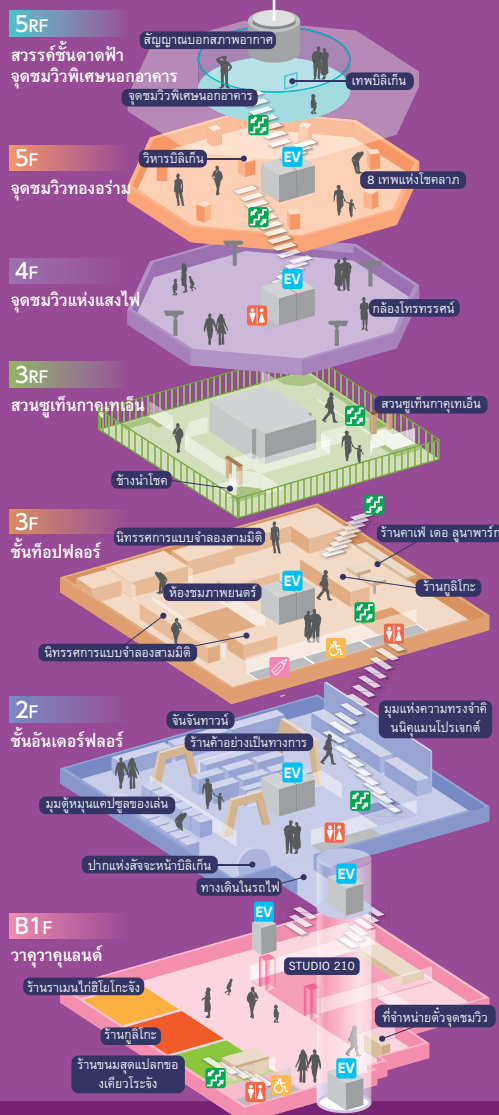 5RF
สวรรค์ชั้นดาดฟ้า
จุดชมวิวพิเศษนอกอาคาร
สัญญาณบอกสภาพอากาศ
เทพบิลิเก็น
จุดชมวิวพิเศษนอกอาคาร
5F
จุดชมวิวทองอร่าม
วิหารบิลิเก็น
EV
8 เทพแห่งโชคลาภ
4F
จุดชมวิวแห่งแสงไฟ
EV
กล้องโทรทรรศน์
3RF
สวนซูเท็นกาคุเทเอ็น
สวนซูเท็นกาคุเทเอ็น
ช้างนำโชค
3F
ชั้นท็อปฟลอร์
นิทรรศการแบบจำลองสามมิติ
ร้านคาเฟ่ เดอ ลูนาพาร์ก
ห้องชมภาพยนตร์
EV
ร้านกูลิโกะ
นิทรรศการแบบจำลองสามมิติ
2F
ชั้นอันเดอร์ฟลอร์
จันจันทาวน์
ร้านค้าอย่างเป็นทางการ
มุมแห่งความทรงจำดิ
นนิคุแมนโปรเจกต์
EV
มุมตู้หมุนแคปซูลของเล่น
ปากแห่งสัจจะหน้าบิลิเก็น
ทางเดินในรถไฟ
EV
B1F
วาคุวาคุแลนด์
EV
STUDIO 210
ร้านราเมนไก่ฮิโยโกะจัง
ร้านกูลิโกะ
ร้านขนมสุดแปลกขอ
งเคียวโระจัง
ที่จำหน่ายตั๋วจุดชมวิว
EV